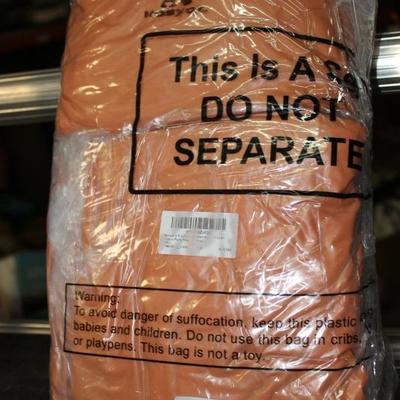 This Is A Se
DO NOT
SEPARATE
Warning:
To avoid danger of suffocation, keep this plastic
babies and children. Do not use this bag in cribs,
or playpens. This bag is not a toy.